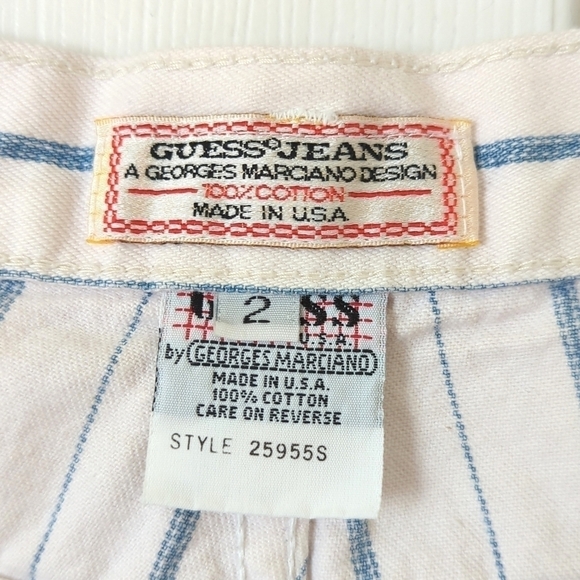 GUESS JEANS
A GEORGES MARCIANO DESIGN
100% COTTON
MADE IN U.S.A.
2 S.S
U.S.A.
by GEORGES MARCIANO
MADE IN U.S.A.
100% COTTON
CARE ON REVERSE
STYLE 25955S